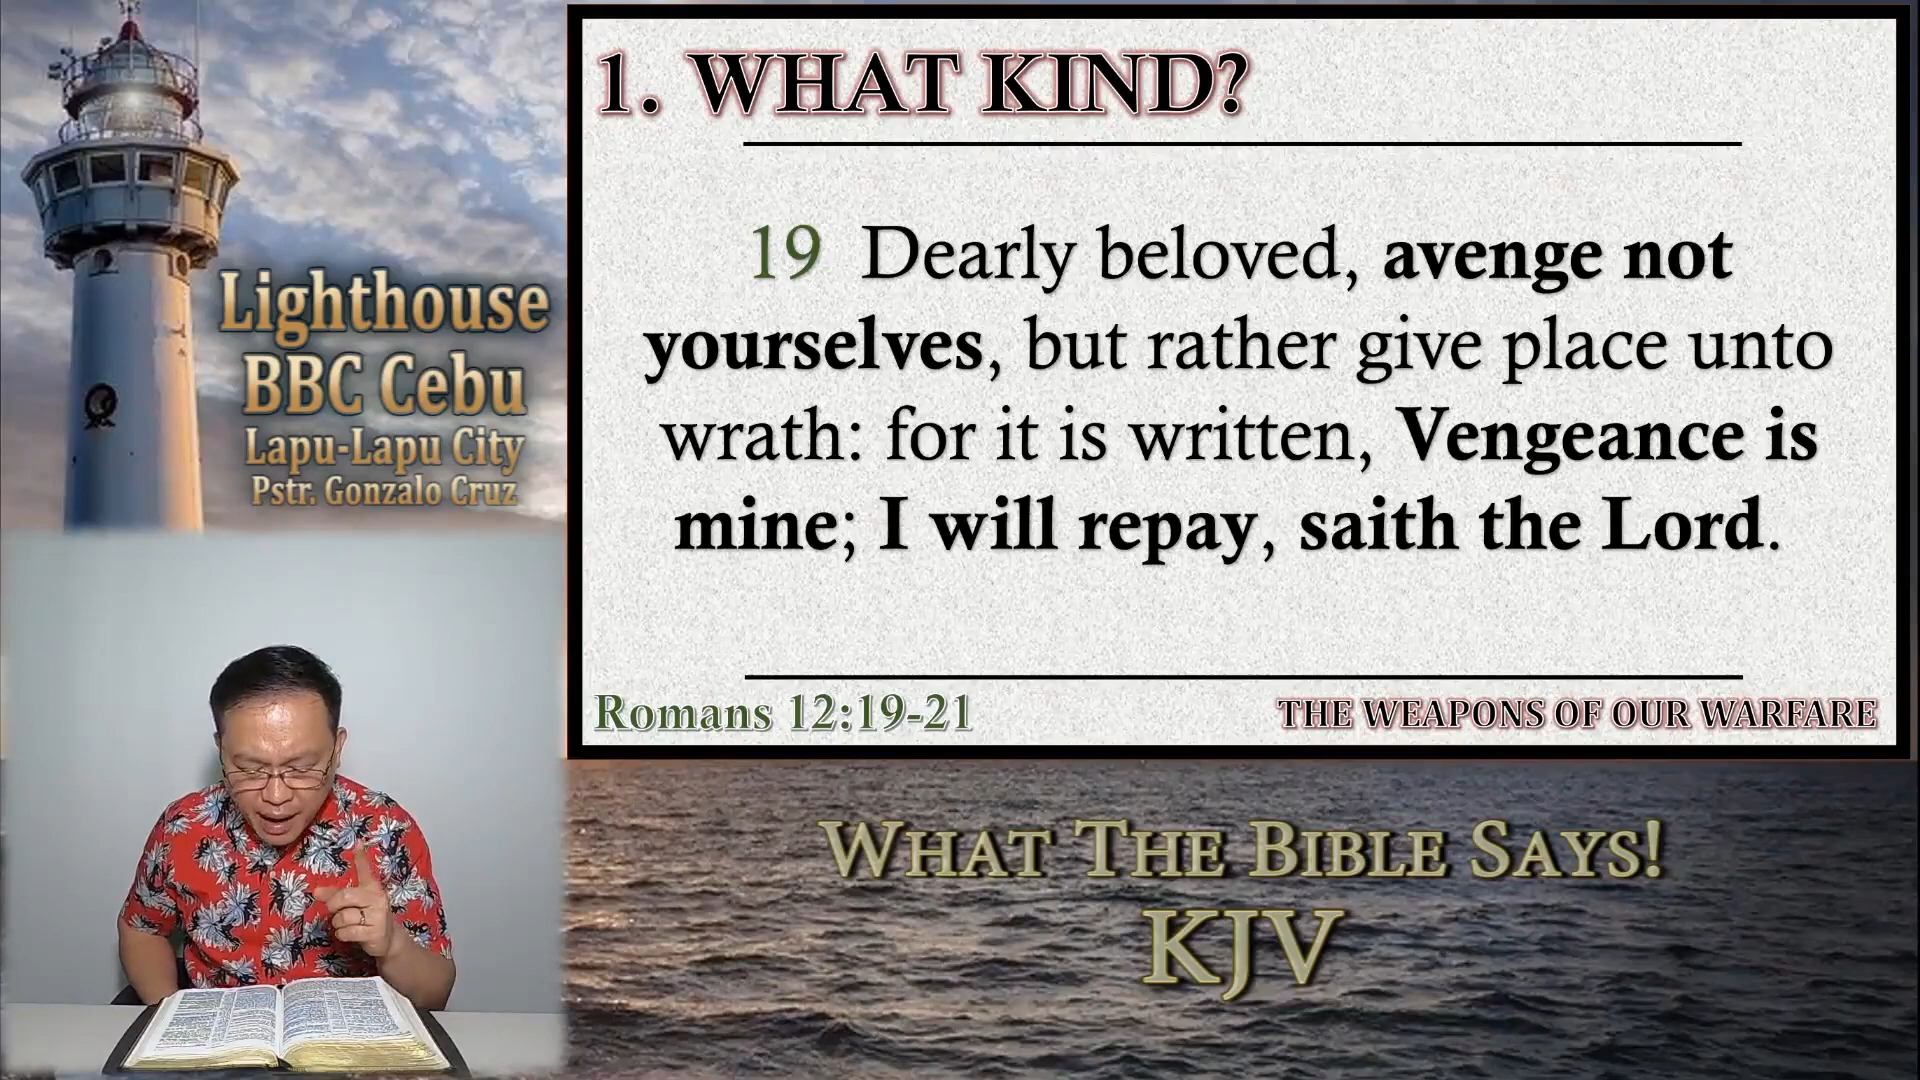 Lighthouse
BBC Cebu
Lapu-Lapu City
Pstr. Gonzalo Cruz
1. WHAT KIND?
19 Dearly beloved, avenge not
yourselves, but rather give place unto
wrath: for it is written, Vengeance is
mine; I will repay, saith the Lord.
Romans 12:19-21
THE WEAPONS OF OUR WARFARE
WHAT THE BIBLE SAYS!
KJV